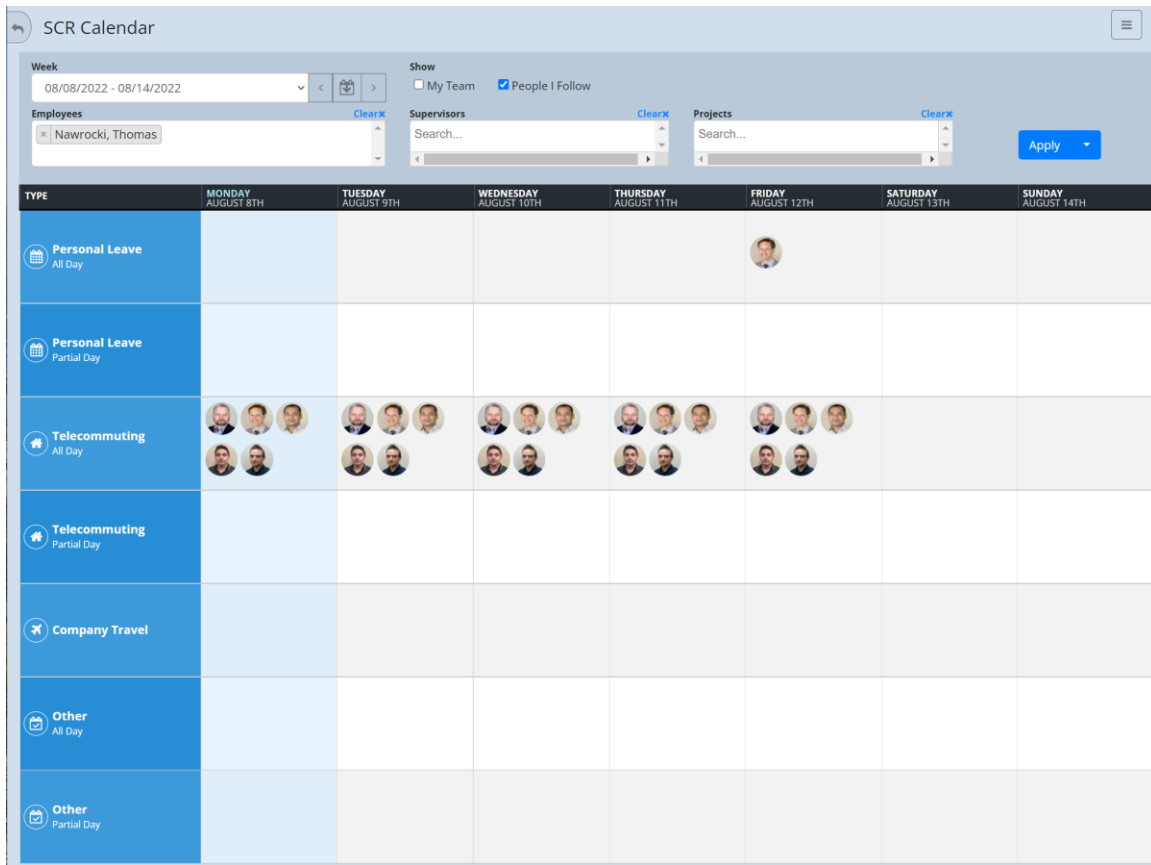 SCR Calendar
Week
Show
08/08/2022 - 08/14/2022
My Team
People I Follow
Employees
Clear×
Supervisors
Clear×
Projects
Clear×
× Nawrocki, Thomas
Search...
Search...
Apply
TYPE
MONDAY
AUGUST 8TH
TUESDAY
AUGUST 9TH
WEDNESDAY
AUGUST 10TH
THURSDAY
AUGUST 11TH
FRIDAY
AUGUST 12TH
SATURDAY
AUGUST 13TH
SUNDAY
AUGUST 14TH
Personal Leave
All Day
Personal Leave
Partial Day
Telecommuting
All Day
Telecommuting
Partial Day
Company Travel
Other
All Day
Other
Partial Day